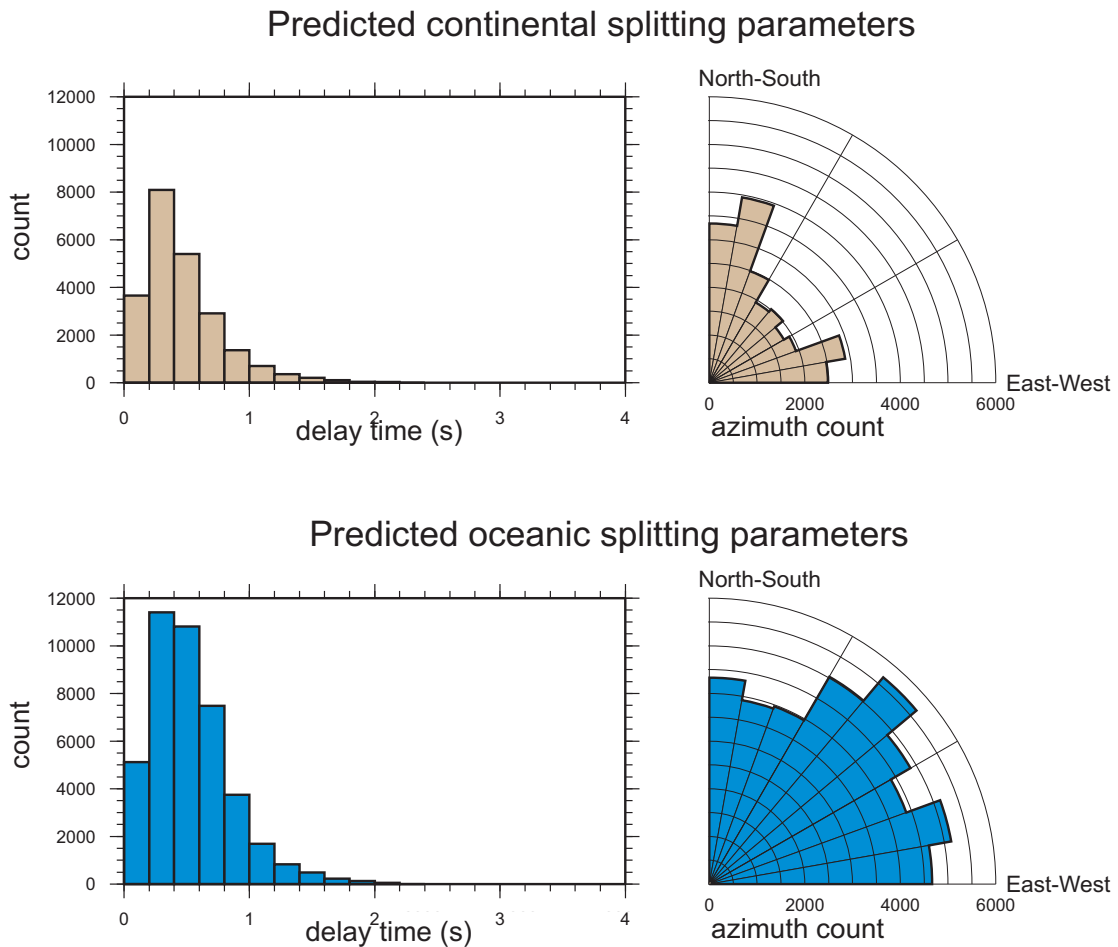 Predicted continental splitting parameters
North-South
12000
10000
8000
6000
4000
2000
0
count
0 1 2 3 4
delay time (s)
East-West
0 2000 4000 6000
azimuth count
Predicted oceanic splitting parameters
North-South
12000
10000
8000
6000
4000
2000
0
count
0 1 2 3 4
delay time (s)
East-West
0 2000 4000 6000
azimuth count